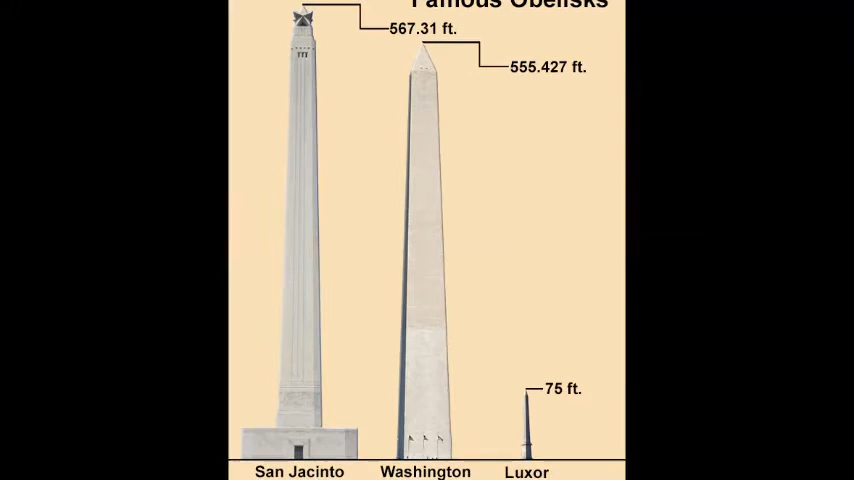 Famous Obelisks
567.31 ft.
555.427 ft.
75 ft.
San Jacinto
Washington
Luxor